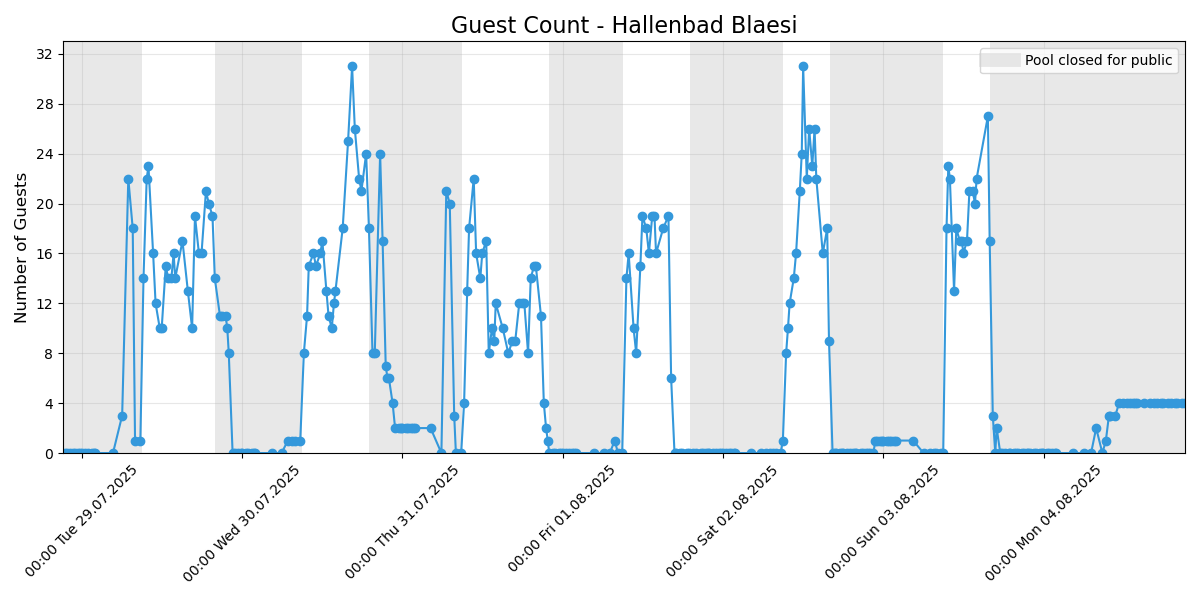 Guest Count - Hallenbad Blaesi
Pool closed for public
Number of Guests
32
28
24
20
16
12
8
4
0
00:00 Tue 29.07.2025
00:00 Wed 30.07.2025
00:00 Thu 31.07.2025
00:00 Fri 01.08.2025
00:00 Sat 02.08.2025
00:00 Sun 03.08.2025
00:00 Mon 04.08.2025